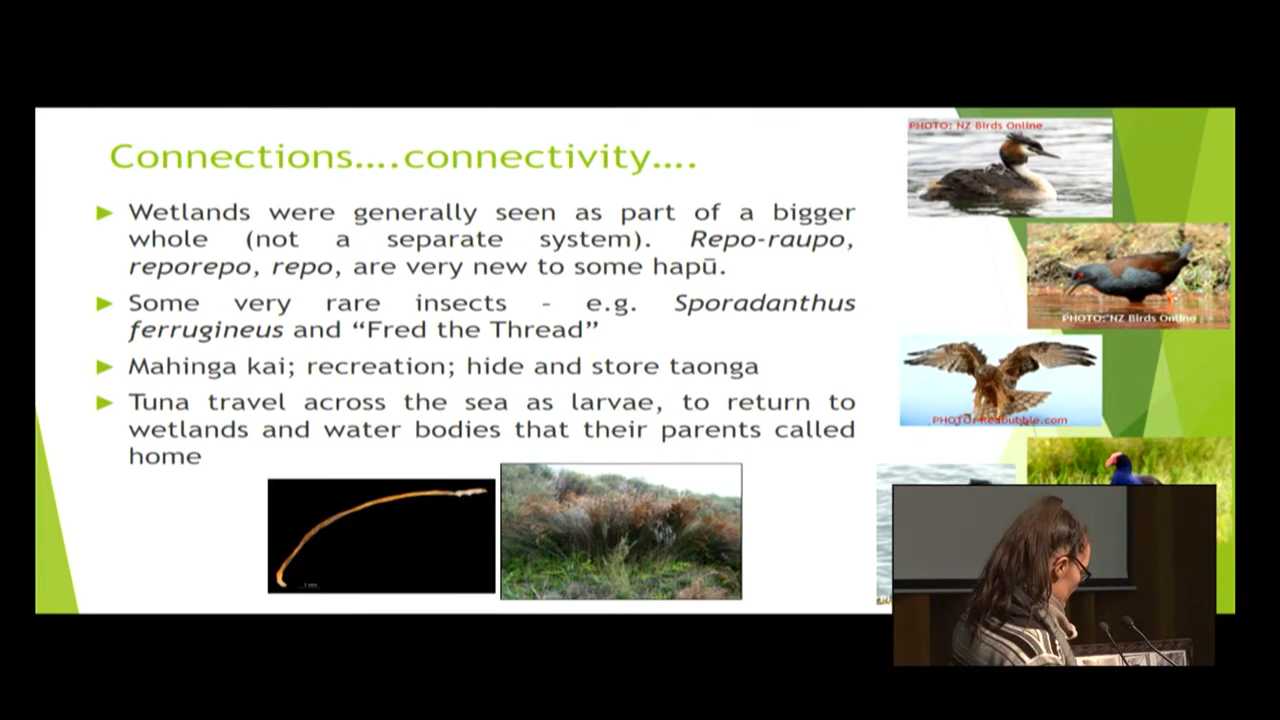 Connections....connectivity....
Wetlands were generally seen as part of a bigger
whole (not a separate system). Repo-raupo,
reporepo, repo, are very new to some hapū.
Some very rare insects - e.g. Sporadanthus
ferrugineus and “Fred the Thread”
Mahinga kai; recreation; hide and store taonga
Tuna travel across the sea as larvae, to return to
wetlands and water bodies that their parents called
home
PHOTO: NZ Birds Online
PHOTO: NZ Birds Online
PHOTO: Redbubble.com